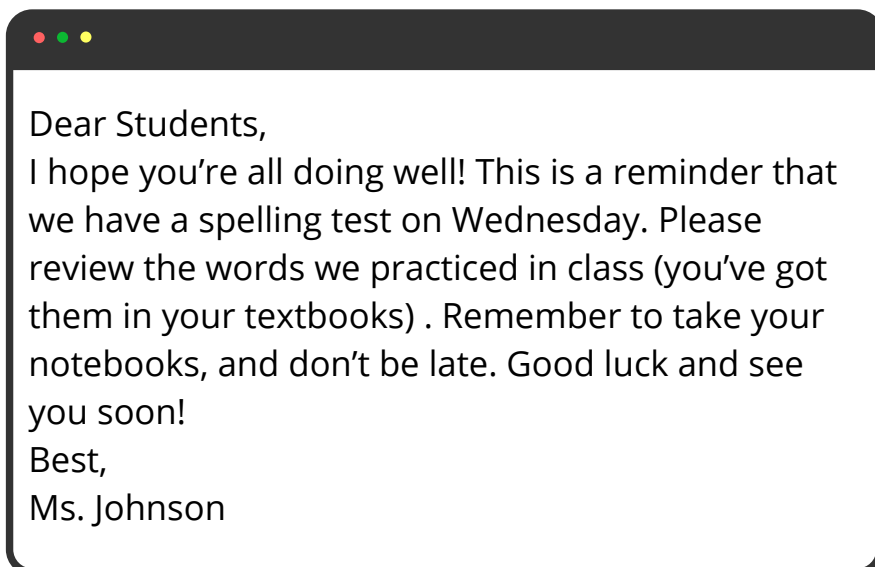 Dear Students,
I hope you’re all doing well! This is a reminder that
we have a spelling test on Wednesday. Please
review the words we practiced in class (you’ve got
them in your textbooks) . Remember to take your
notebooks, and don’t be late. Good luck and see
you soon!
Best,
Ms. Johnson